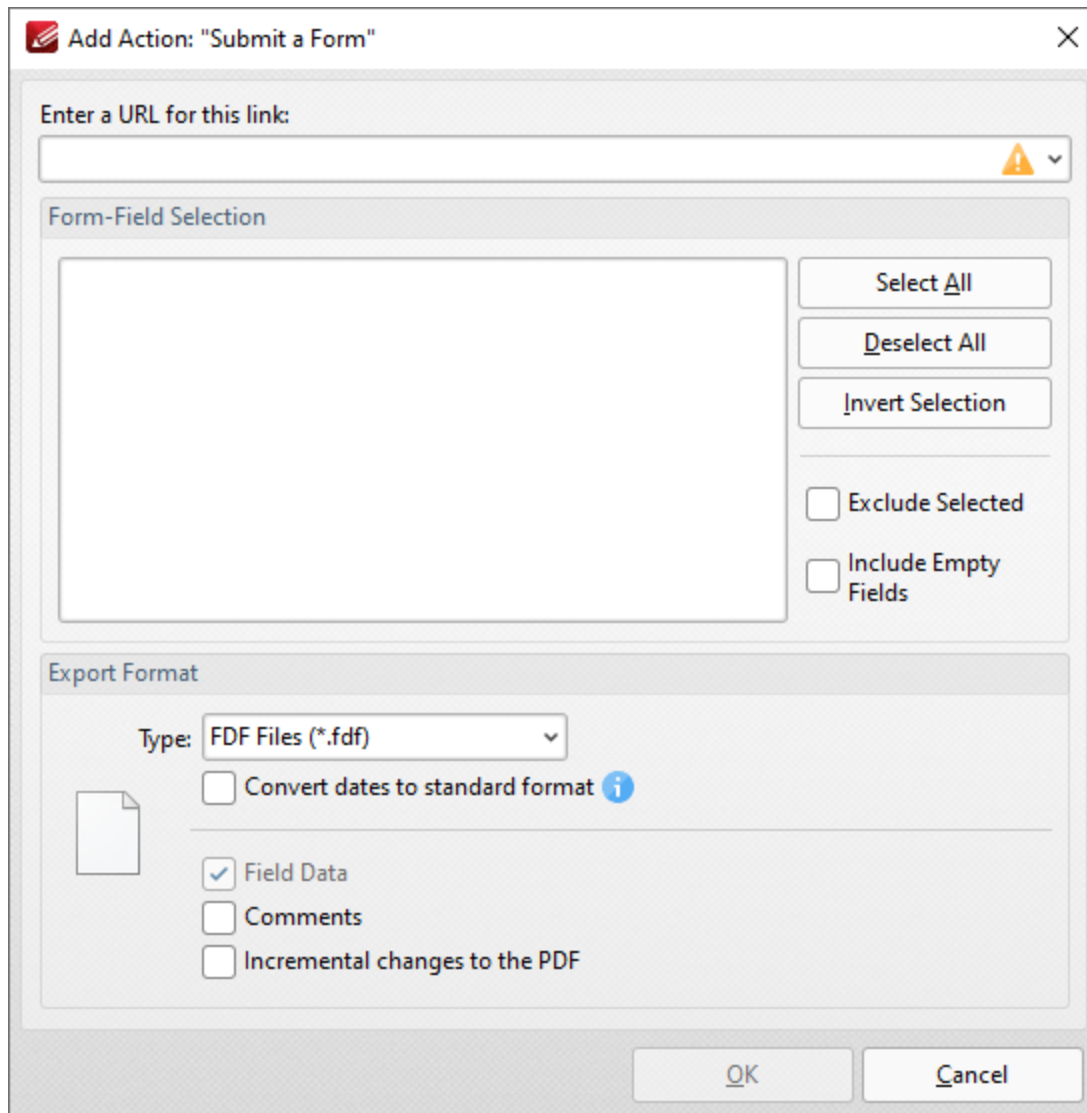 Add Action: "Submit a Form"
Enter a URL for this link:
Form-Field Selection
Select All
Deselect All
Invert Selection
Exclude Selected
Include Empty
Fields
Export Format
Type: FDF Files (*.fdf)
Convert dates to standard format
Field Data
Comments
Incremental changes to the PDF
OK
Cancel